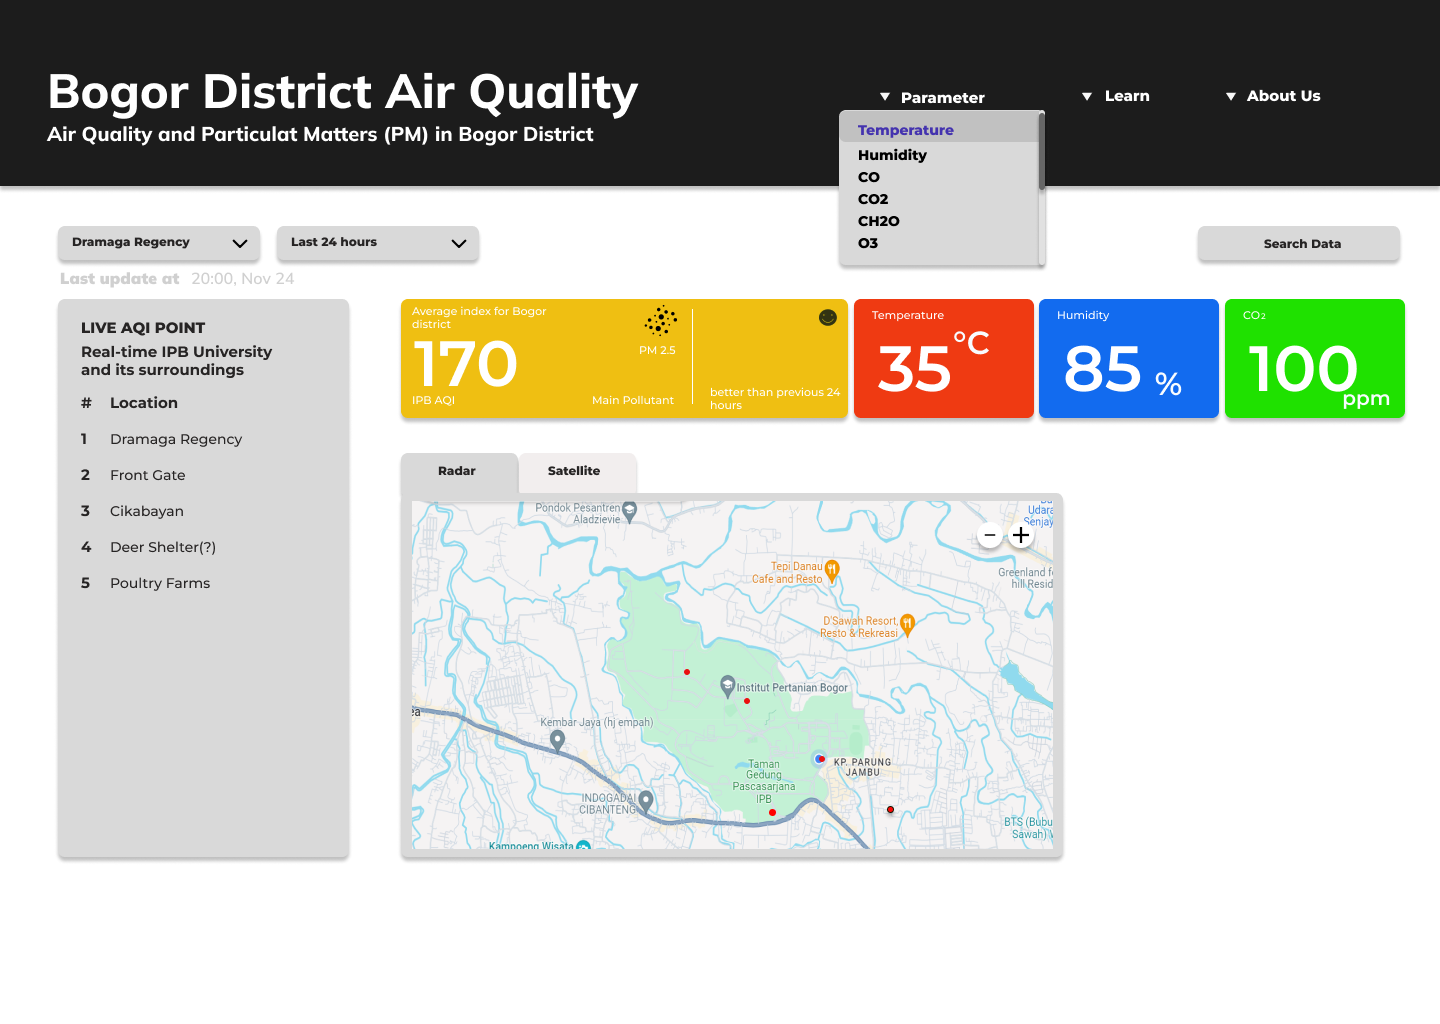 Bogor District Air Quality
Air Quality and Particulat Matters (PM) in Bogor District
Parameter
Learn
About Us
Temperature
Humidity
CO
CO2
CH2O
O3
Dramaga Regency
Last 24 hours
Search Data
Last update at 20:00, Nov 24
LIVE AQI POINT
Real-time IPB University
and its surroundings
# Location
1 Dramaga Regency
2 Front Gate
3 Cikabayan
4 Deer Shelter(?)
5 Poultry Farms
Average index for Bogor
district
170
IPB AQI
PM 2.5
Main Pollutant
better than previous 24
hours
Temperature
35°C
Humidity
85 %
CO₂
100
ppm
Radar
Satellite
Pondok Pesantren
Aladzievie
Udara
Senjay
Tepi Danau
Cafe and Resto
Greenland f
hill Resid
D'Sawah Resort,
Resto & Rekreasi
Institut Pertanian Bogor
ea
Kembar Jaya (hj empah)
KP. PARUNG
JAMBU
Taman
Gedung
Pascasarjana
IPB
INDOGADAI
CIBANTENG
BTS (Bubu
Sawah)
Kampoeng Wisata